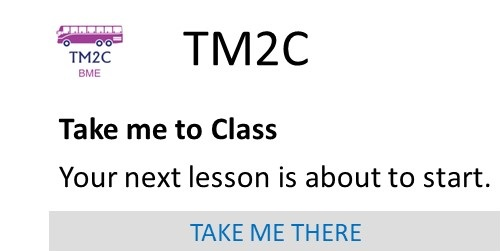 TM2C
TM2C
BME
Take me to Class
Your next lesson is about to start.
TAKE ME THERE